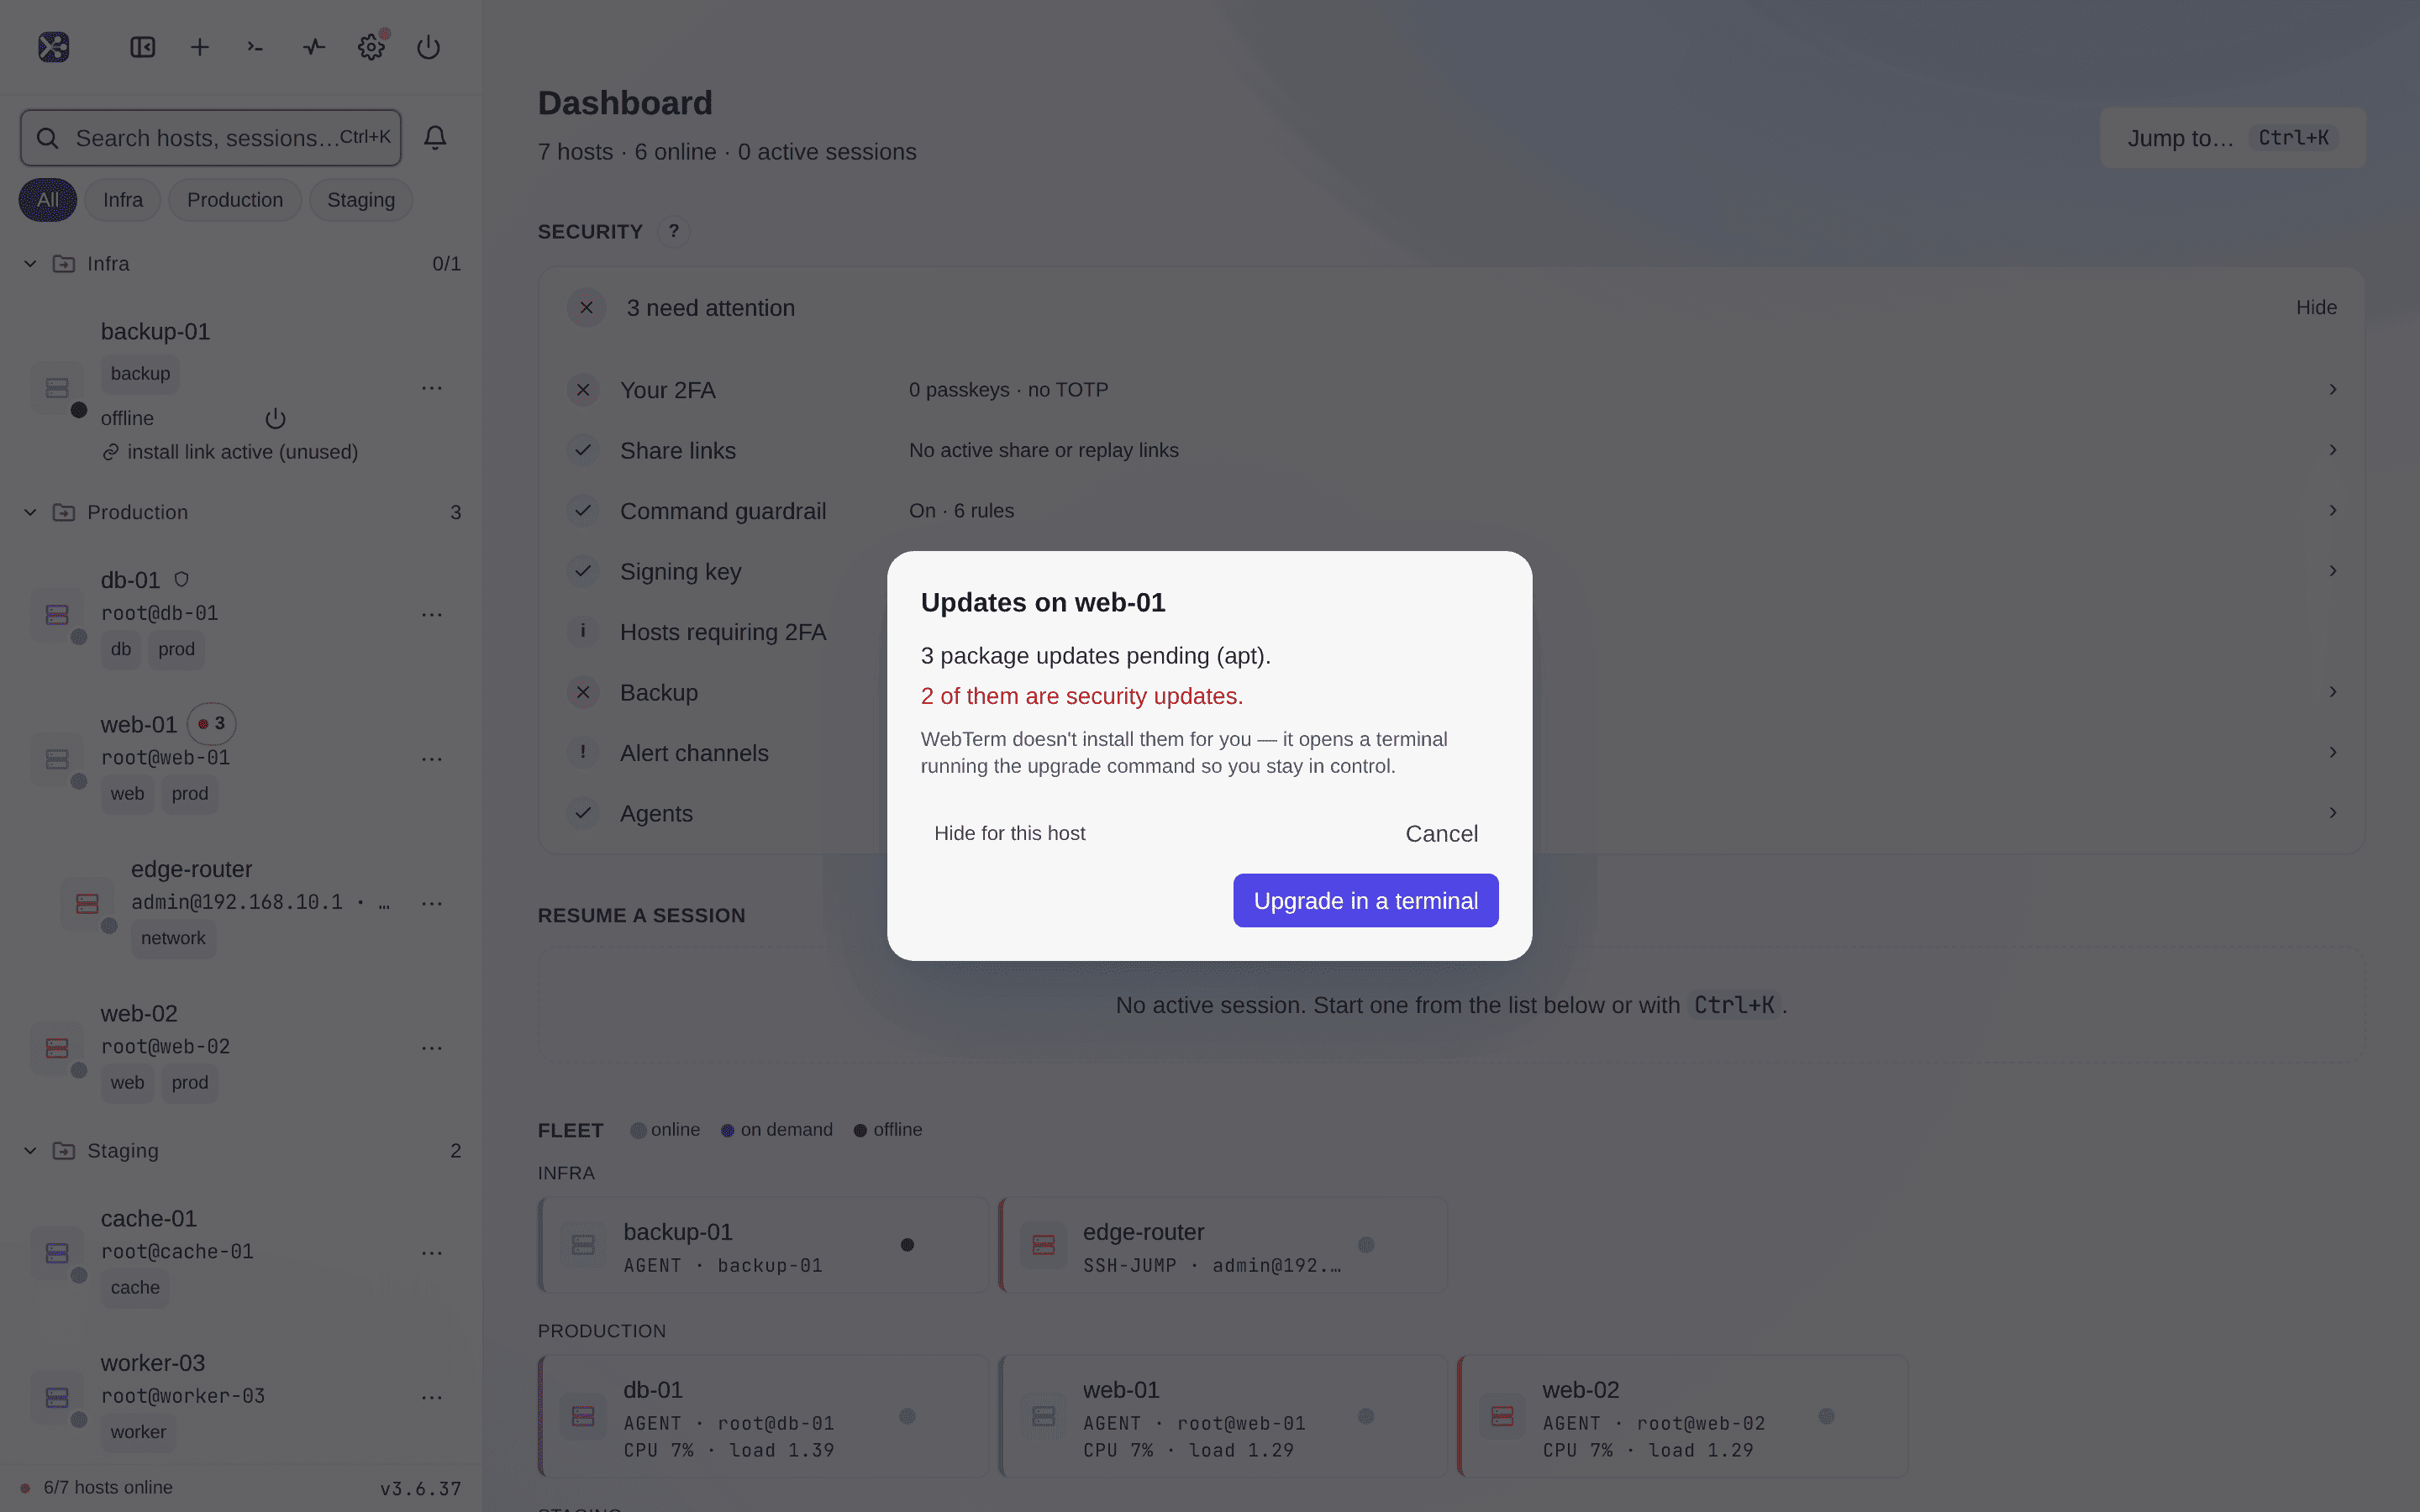 Search hosts, sessions… Ctrl+K
All Infra Production Staging
Infra 0/1
backup-01
backup
offline
install link active (unused)
Production 3
db-01
root@db-01
db prod
web-01 3
root@web-01
web prod
edge-router
admin@192.168.10.1 · …
network
web-02
root@web-02
web prod
Staging 2
cache-01
root@cache-01
cache
worker-03
root@worker-03
worker
6/7 hosts online v3.6.37
Dashboard
7 hosts · 6 online · 0 active sessions
Jump to… Ctrl+K
SECURITY ?
3 need attention Hide
Your 2FA 0 passkeys · no TOTP
Share links No active share or replay links
Command guardrail On · 6 rules
Signing key
Hosts requiring 2FA
Backup
Alert channels
Agents
Updates on web-01
3 package updates pending (apt).
2 of them are security updates.
WebTerm doesn't install them for you — it opens a terminal
running the upgrade command so you stay in control.
Hide for this host Cancel
Upgrade in a terminal
RESUME A SESSION
No active session. Start one from the list below or with Ctrl+K.
FLEET online on demand offline
INFRA
backup-01
AGENT · backup-01
edge-router
SSH-JUMP · admin@192.…
PRODUCTION
db-01
AGENT · root@db-01
CPU 7% · load 1.39
web-01
AGENT · root@web-01
CPU 7% · load 1.29
web-02
AGENT · root@web-02
CPU 7% · load 1.29